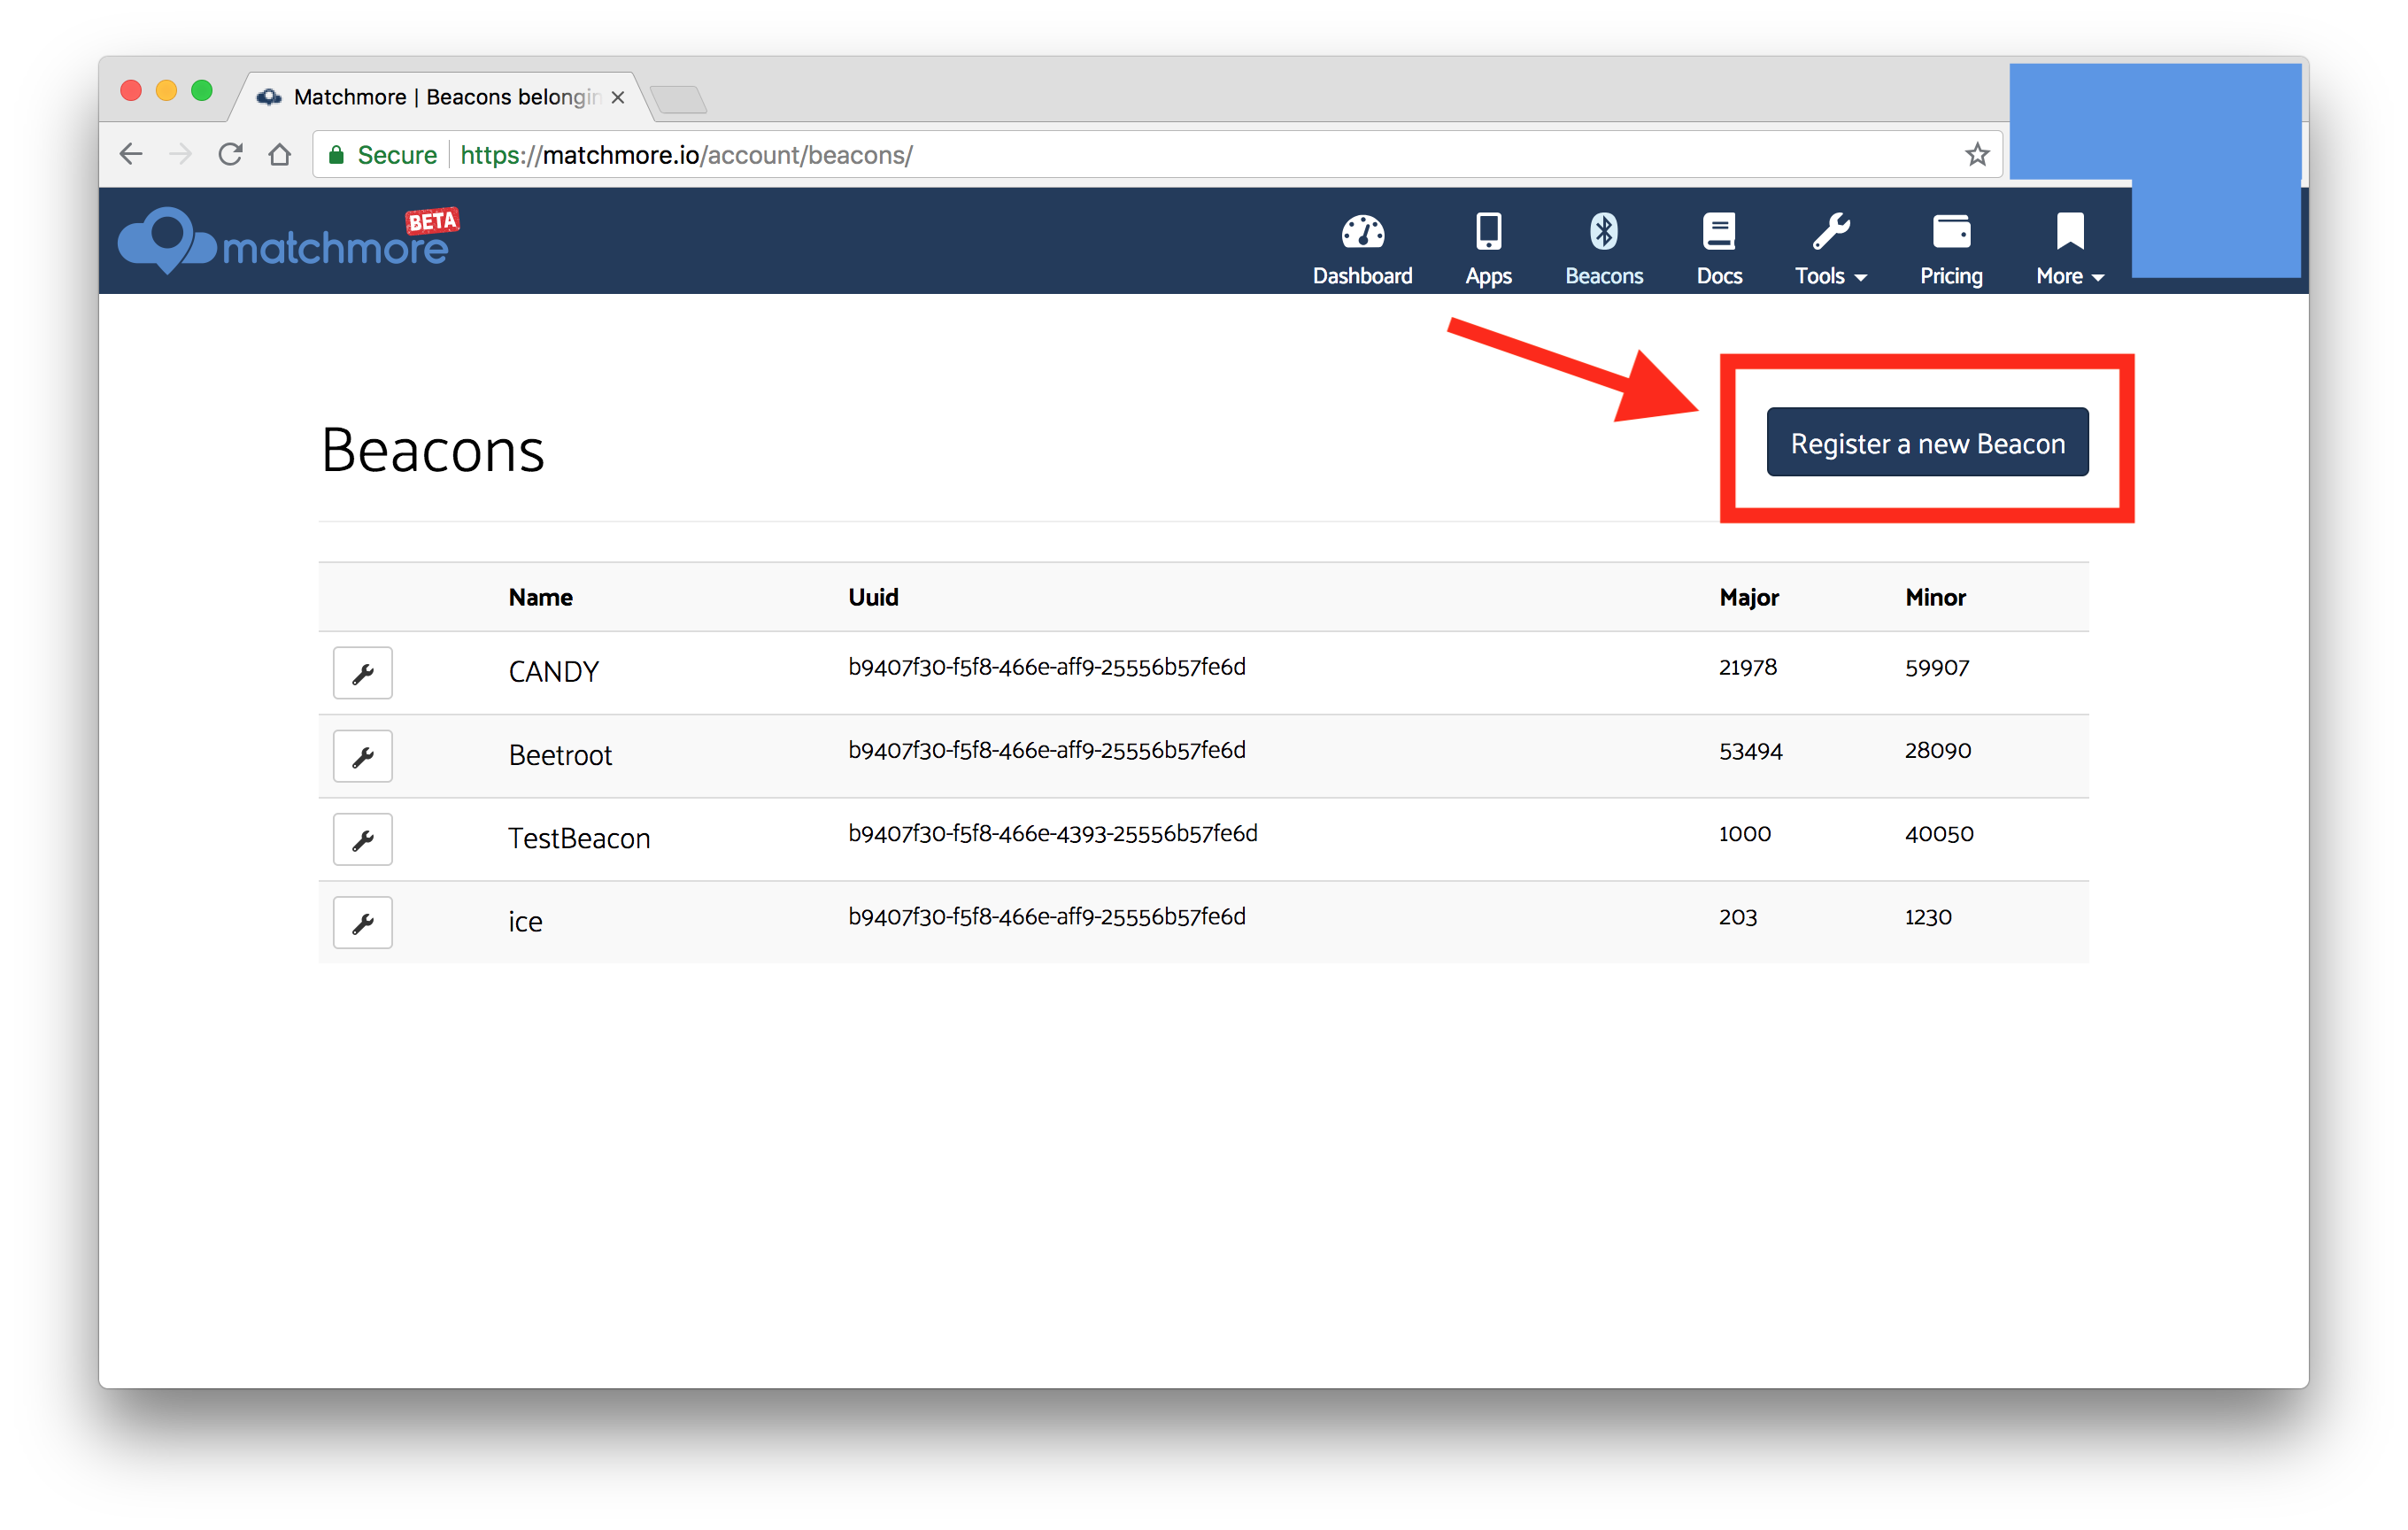 Matchmore | Beacons belongin
Secure https://matchmore.io/account/beacons/
matchmore BETA
Dashboard Apps Beacons Docs Tools Pricing More
Beacons
Register a new Beacon
Name Uuid Major Minor
CANDY b9407f30-f5f8-466e-aff9-25556b57fe6d 21978 59907
Beetroot b9407f30-f5f8-466e-aff9-25556b57fe6d 53494 28090
TestBeacon b9407f30-f5f8-466e-4393-25556b57fe6d 1000 40050
ice b9407f30-f5f8-466e-aff9-25556b57fe6d 203 1230